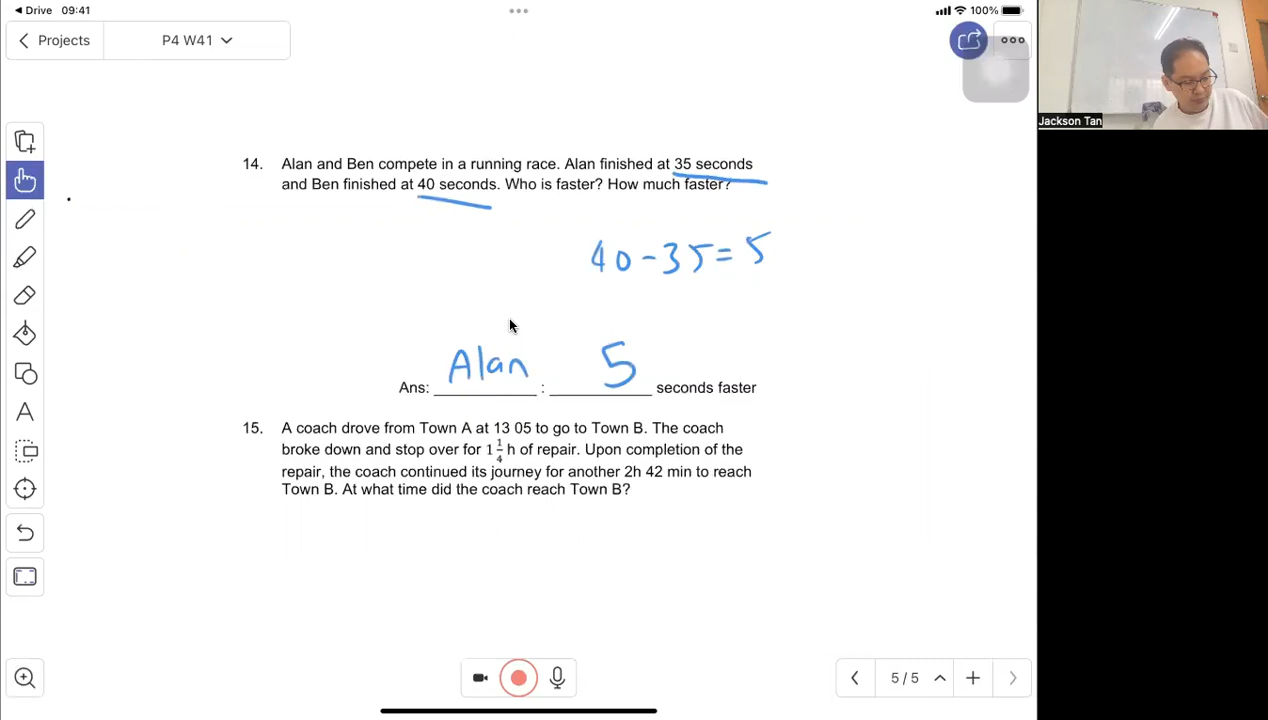 Drive 09:41
100%
Projects
P4 W41
Jackson Tan
14. Alan and Ben compete in a running race. Alan finished at 35 seconds
and Ben finished at 40 seconds. Who is faster? How much faster?
40-35=5
Alan 5
Ans: ____________ : ____________ seconds faster
15. A coach drove from Town A at 13 05 to go to Town B. The coach
broke down and stop over for 1 1/4 h of repair. Upon completion of the
repair, the coach continued its journey for another 2h 42 min to reach
Town B. At what time did the coach reach Town B?
A
5 / 5